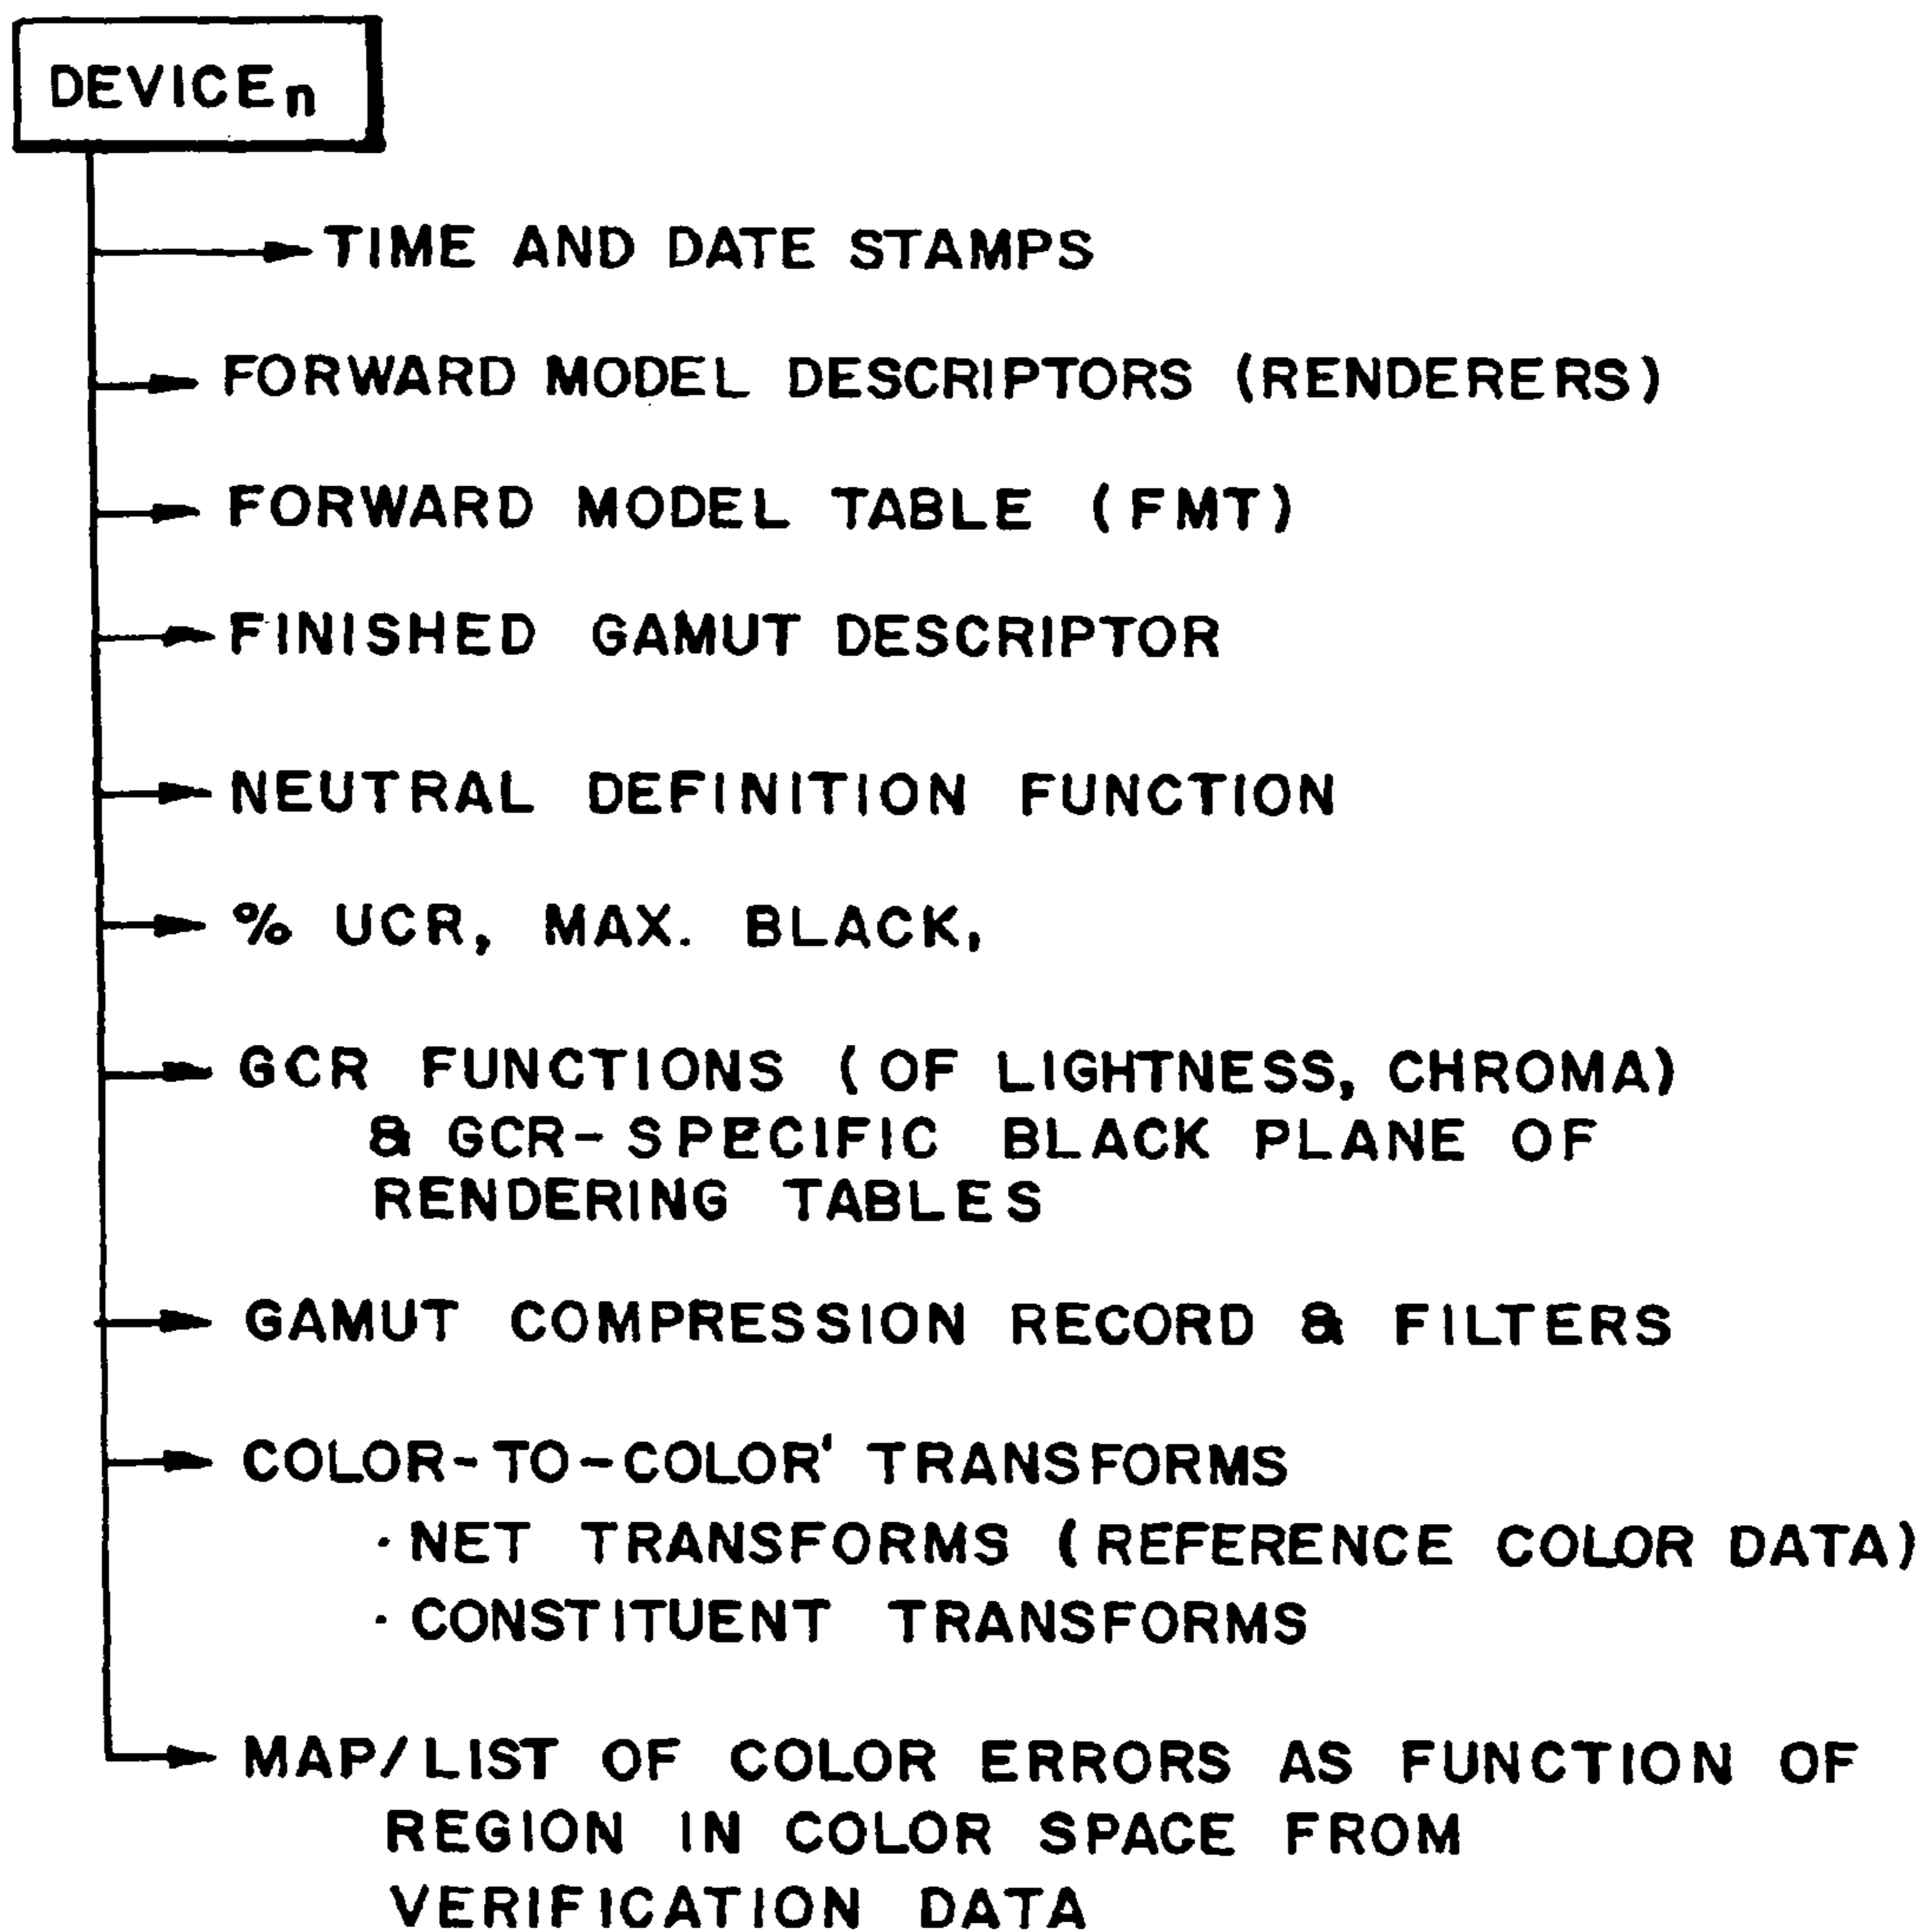 DEVICEn
TIME AND DATE STAMPS
FORWARD MODEL DESCRIPTORS (RENDERERS)
FORWARD MODEL TABLE (FMT)
FINISHED GAMUT DESCRIPTOR
NEUTRAL DEFINITION FUNCTION
% UCR, MAX. BLACK,
GCR FUNCTIONS (OF LIGHTNESS, CHROMA)
& GCR-SPECIFIC BLACK PLANE OF
RENDERING TABLES
GAMUT COMPRESSION RECORD & FILTERS
COLOR-TO-COLOR' TRANSFORMS
· NET TRANSFORMS (REFERENCE COLOR DATA)
· CONSTITUENT TRANSFORMS
MAP/LIST OF COLOR ERRORS AS FUNCTION OF
REGION IN COLOR SPACE FROM
VERIFICATION DATA